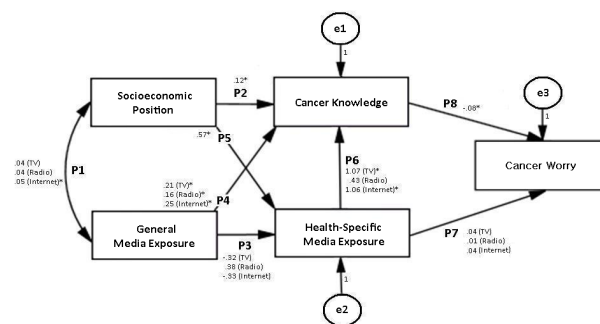 e1
1
.12*
P2
Socioeconomic
Position
Cancer Knowledge
P8
-.08*
e3
1
.57*
P5
P1
.04 (TV)
.04 (Radio)
.05 (Internet)*
P6
1.07 (TV)*
.43 (Radio)
1.06 (Internet)*
Cancer Worry
.21 (TV)*
.16 (Radio)*
.25 (Internet)*
P4
General
Media Exposure
P3
-.32 (TV)
.38 (Radio)
-.33 (Internet)
Health-Specific
Media Exposure
P7
.04 (TV)
.01 (Radio)
.04 (Internet)
1
e2